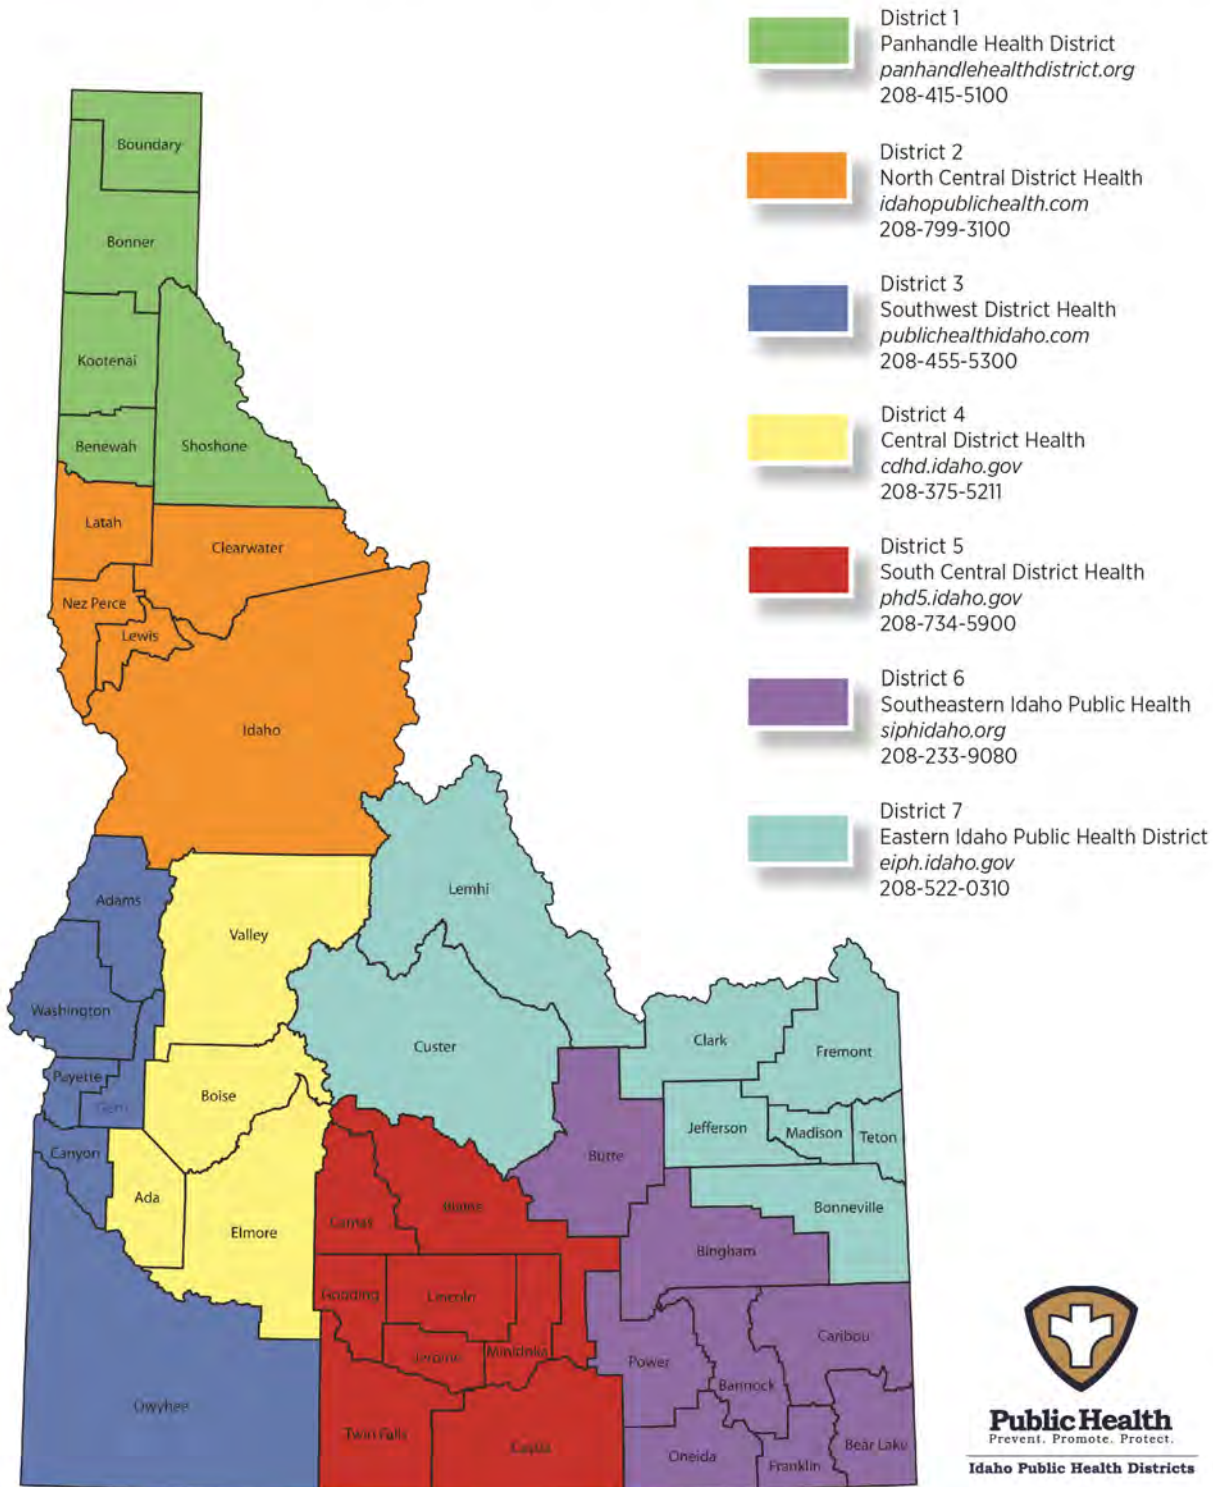 District 1
Panhandle Health District
panhandlehealthdistrict.org
208-415-5100
District 2
North Central District Health
idahopublichealth.com
208-799-3100
District 3
Southwest District Health
publichealthidaho.com
208-455-5300
District 4
Central District Health
cdhd.idaho.gov
208-375-5211
District 5
South Central District Health
phd5.idaho.gov
208-734-5900
District 6
Southeastern Idaho Public Health
siphidaho.org
208-233-9080
District 7
Eastern Idaho Public Health District
eiph.idaho.gov
208-522-0310
Boundary
Bonner
Kootenai
Benewah
Shoshone
Latah
Clearwater
Nez Perce
Lewis
Idaho
Lemhi
Adams
Valley
Washington
Custer
Clark
Fremont
Payette
Gem
Boise
Jefferson
Madison
Teton
Canyon
Butte
Ada
Elmore
Camas
Blaine
Bonneville
Bingham
Gooding
Lincoln
Jerome
Minidoka
Power
Bannock
Caribou
Owyhee
Twin Falls
Cassia
Oneida
Franklin
Bear Lake
Public Health
Prevent. Promote. Protect.
Idaho Public Health Districts